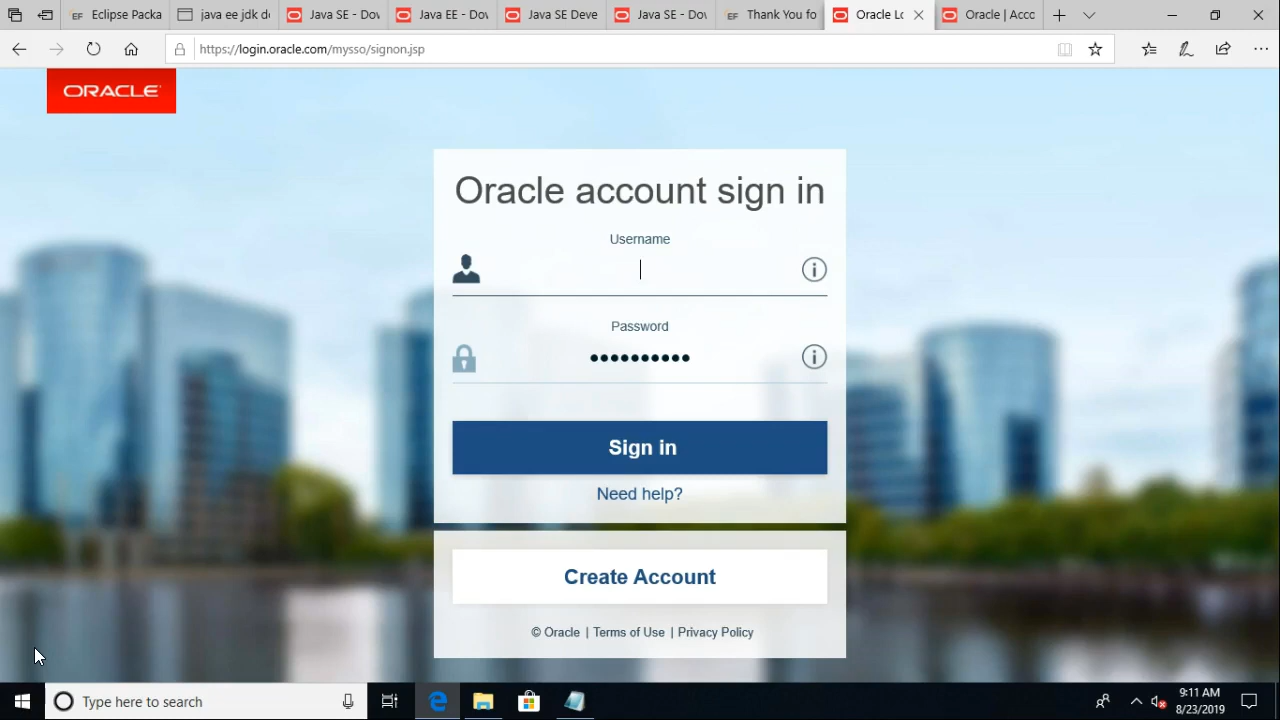 Eclipse Packa
java ee jdk d
Java SE - Dov
Java EE - Dov
Java SE Deve
Java SE - Dov
Thank You fo
Oracle Lo
Oracle | Acco
https://login.oracle.com/mysso/signon.jsp
ORACLE
Oracle account sign in
Username
Password
Sign in
Need help?
Create Account
© Oracle | Terms of Use | Privacy Policy
Type here to search
9:11 AM
8/23/2019